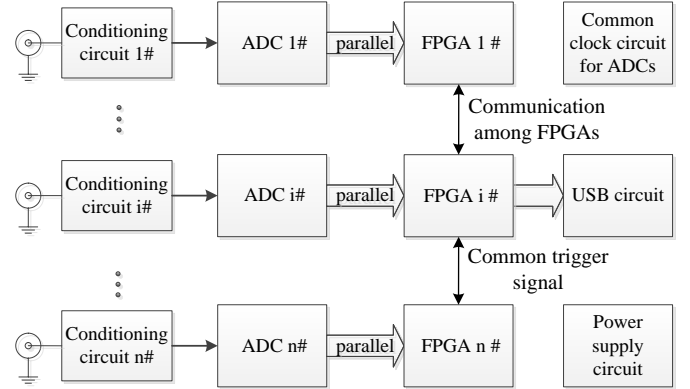 Conditioning
circuit 1#
ADC 1#
parallel
FPGA 1 #
Common
clock circuit
for ADCs
Communication
among FPGAs
Conditioning
circuit i#
ADC i#
parallel
FPGA i #
USB circuit
Common trigger
signal
Conditioning
circuit n#
ADC n#
parallel
FPGA n #
Power
supply
circuit